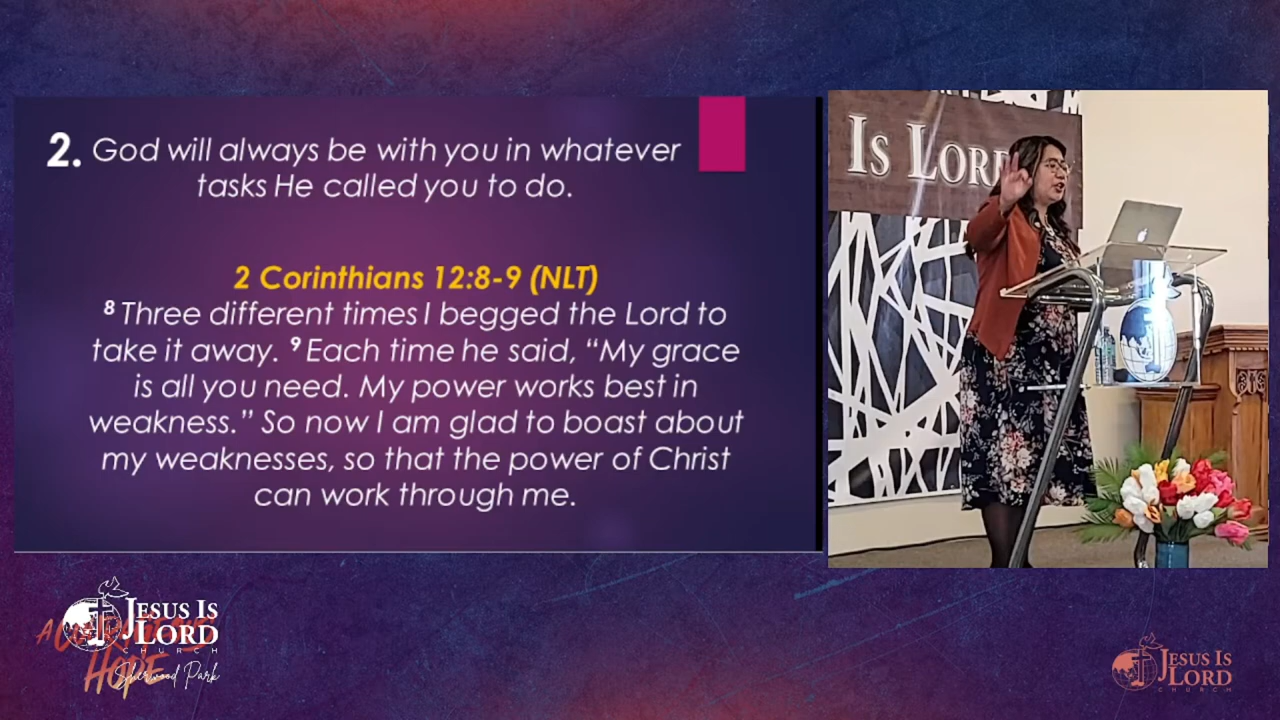 2. God will always be with you in whatever
tasks He called you to do.
2 Corinthians 12:8-9 (NLT)
8 Three different times I begged the Lord to
take it away. 9 Each time he said, “My grace
is all you need. My power works best in
weakness.” So now I am glad to boast about
my weaknesses, so that the power of Christ
can work through me.
IS LORD
JESUS IS
LORD
CHURCH
HOPE
Sherwood Park
JESUS IS
LORD
CHURCH